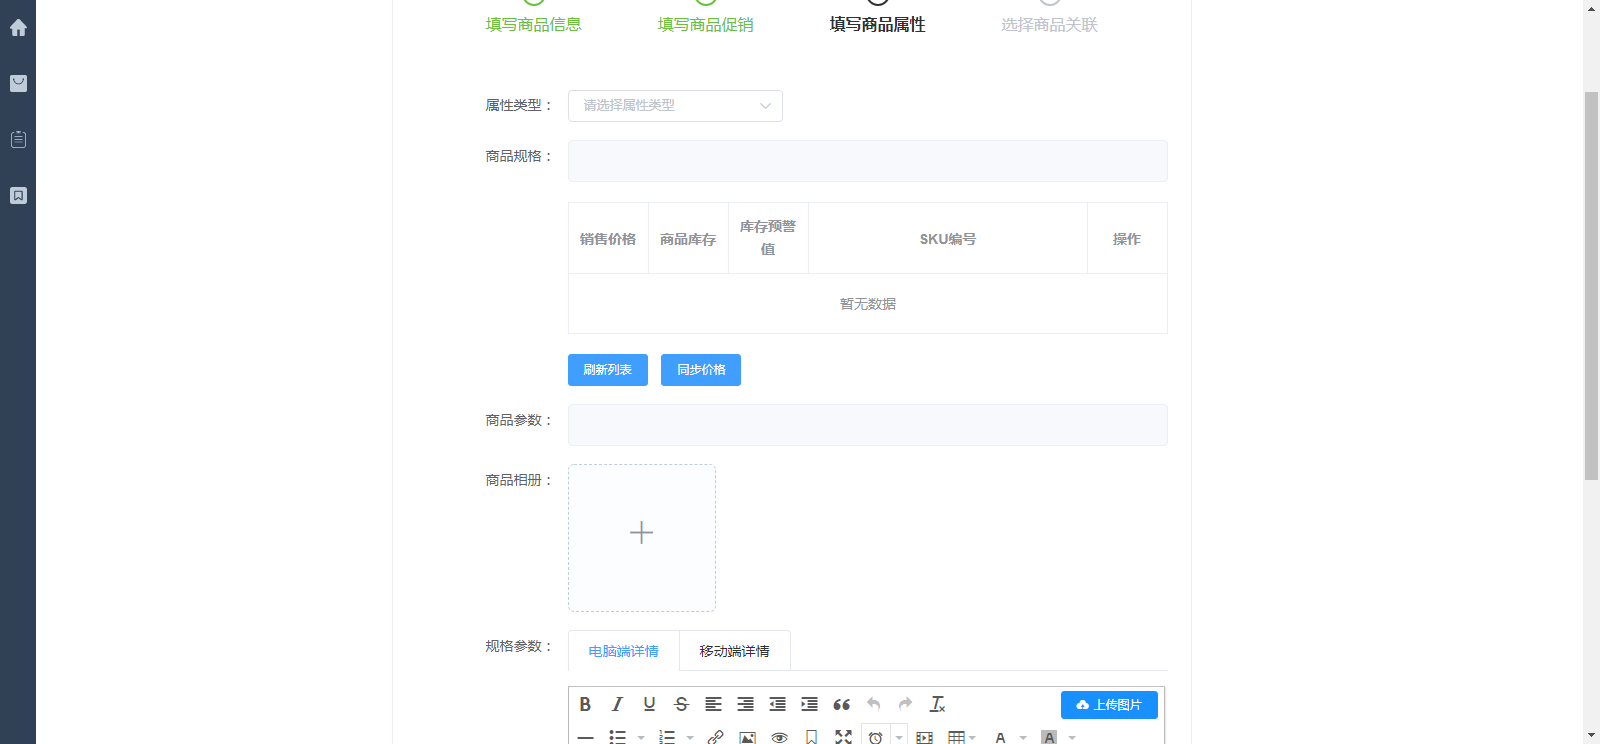 填写商品信息 填写商品促销 填写商品属性 选择商品关联
属性类型： 请选择属性类型
商品规格：
销售价格 商品库存 库存预警值 SKU编号 操作
暂无数据
刷新列表 同步价格
商品参数：
商品相册：
规格参数： 电脑端详情 移动端详情
上传图片